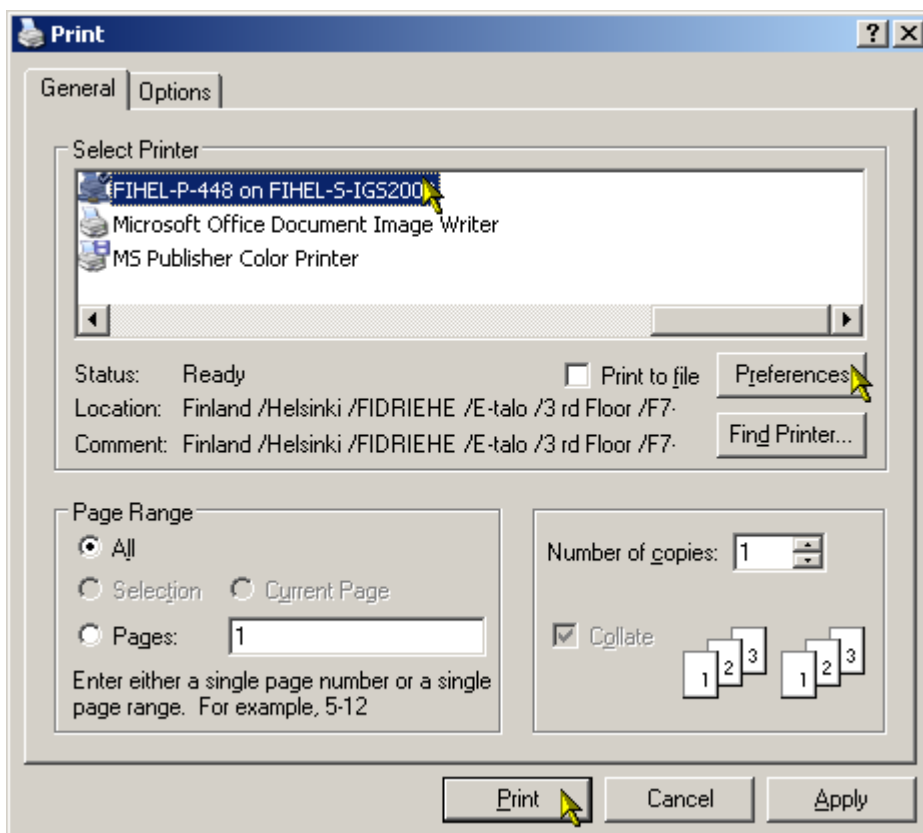 Print
General Options
Select Printer
FIHEL-P-448 on FIHEL-S-IGS200
Microsoft Office Document Image Writer
MS Publisher Color Printer
Status: Ready
Print to file
Preferences
Location: Finland /Helsinki /FIDRIEHE /E-talo /3 rd Floor /F7-
Comment: Finland /Helsinki /FIDRIEHE /E-talo /3 rd Floor /F7-
Find Printer...
Page Range
All
Selection Current Page
Pages: 1
Enter either a single page number or a single
page range. For example, 5-12
Number of copies: 1
Collate
1 2 3 1 2 3
Print Cancel Apply